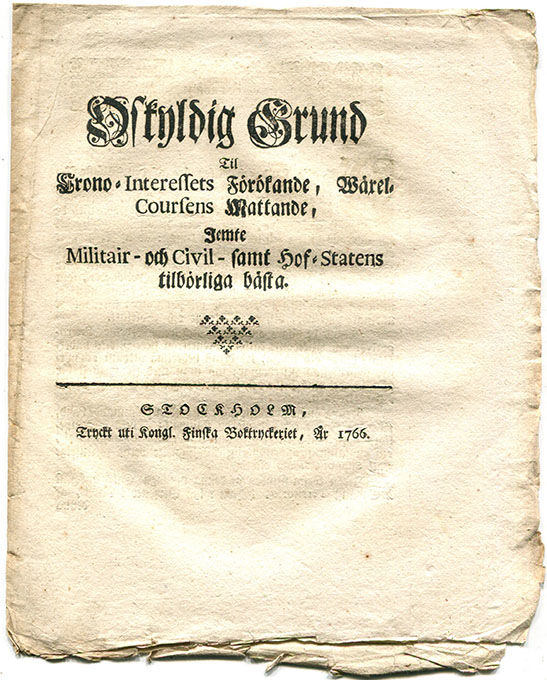 Oskyldig Grund
Til
Crono-Interessets Förökande, Wäxel-
Coursens Mattande,
Jemte
Militair- och Civil- samt Hof-Statens
tilbörliga bästa.
STOCKHOLM,
Tryckt uti Kongl. Finska Boktryckeriet, År 1766.